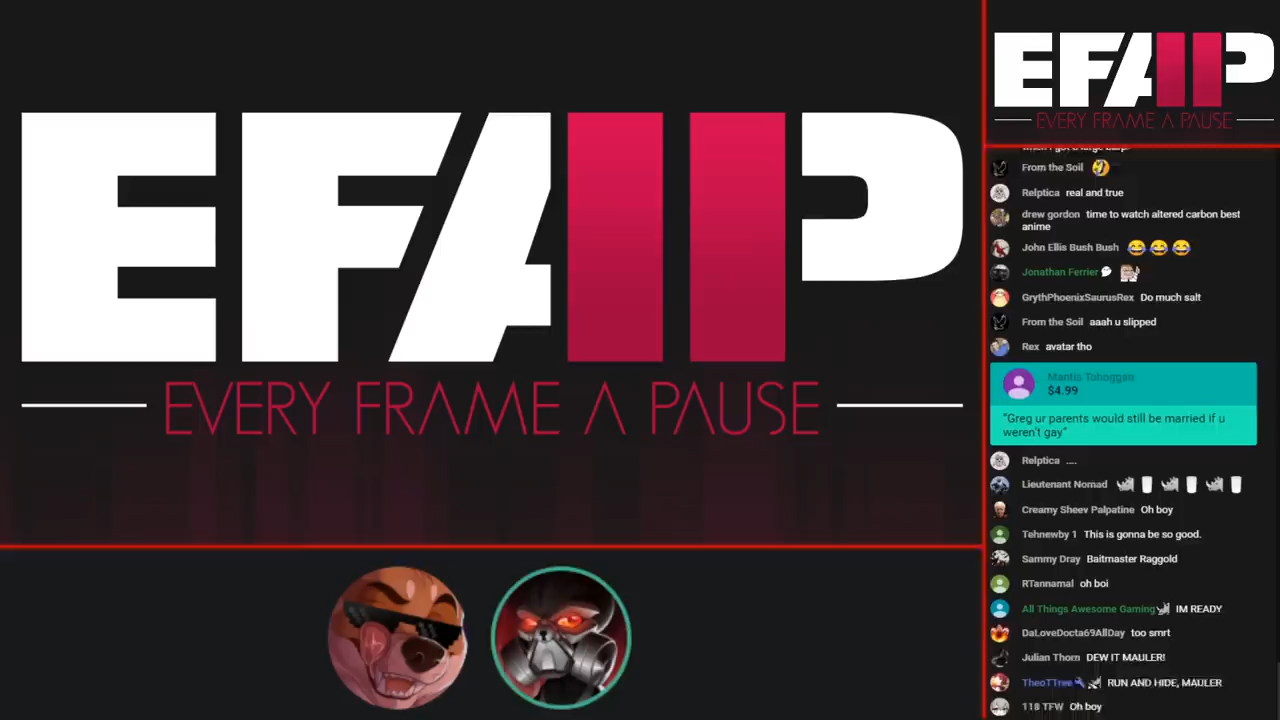 EFAP
EVERY FRAME A PAUSE
EFAP
EVERY FRAME A PAUSE
From the Soil
Relptica real and true
drew gordon time to watch altered carbon best
anime
John Ellis Bush Bush
Jonathan Ferrier
GrythPhoenixSaurusRex Do much salt
From the Soil aaah u slipped
Rex avatar tho
Mantis Toboggan
$4.99
“Greg ur parents would still be married if u
weren't gay”
Relptica ....
Lieutenant Nomad
Creamy Sheev Palpatine Oh boy
Tehnewby 1 This is gonna be so good.
Sammy Dray Baitmaster Raggold
RTannamal oh boi
All Things Awesome Gaming IM READY
DaLoveDocta69AllDay too smrt
Julian Thorn DEW IT MAULER!
TheoTTree RUN AND HIDE, MAULER
118 TFW Oh boy